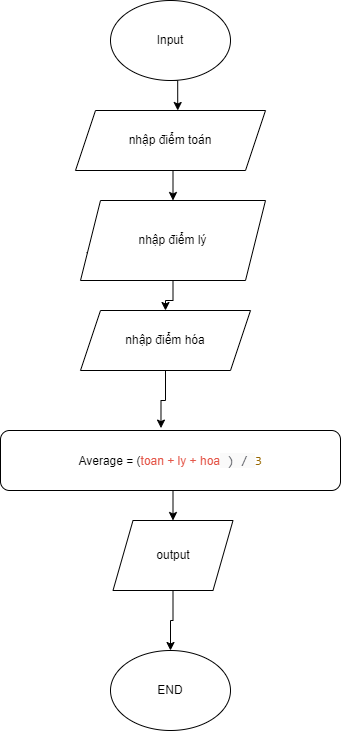 Input
nhập điểm toán
nhập điểm lý
nhập điểm hóa
Average = (toan + ly + hoa ) / 3
output
END